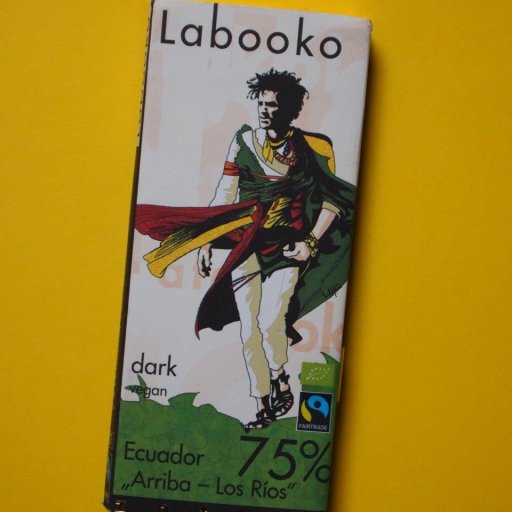 Labooko
dark
vegan
FAIRTRADE
Ecuador 75%
„Arriba – Los Ríos“